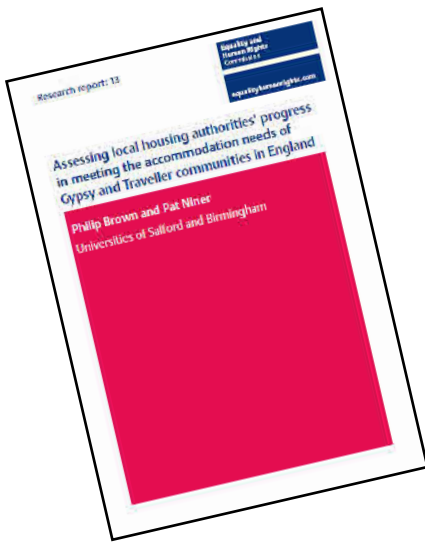 Research report: 13
Equality and
Human Rights
Commission
equalityhumanrights.com
Assessing local housing authorities' progress
in meeting the accommodation needs of
Gypsy and Traveller communities in England
Philip Brown and Pat Niner
Universities of Salford and Birmingham